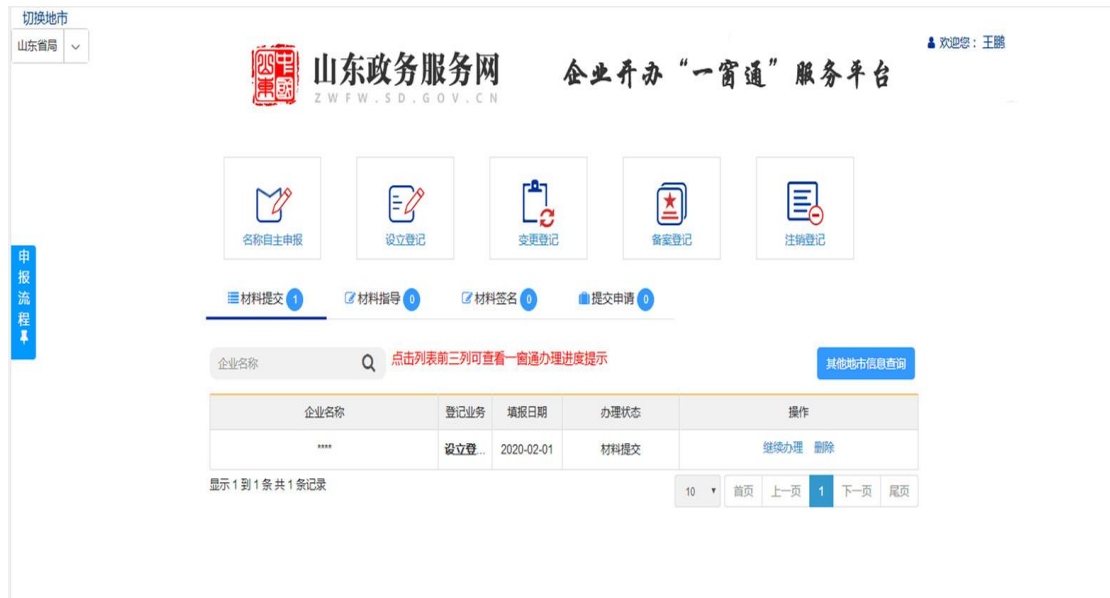 切换地市
山东省局
中国山东
山东政务服务网
ZWFW.SD.GOV.CN
企业开办“一窗通”服务平台
欢迎您：王鹏
名称自主申报
设立登记
变更登记
备案登记
注销登记
申报流程
材料提交 1
材料指导 0
材料签名 0
提交申请 0
企业名称
点击列表前三列可查看一窗通办理进度提示
其他地市信息查询
企业名称 登记业务 填报日期 办理状态 操作
**** 设立登... 2020-02-01 材料提交 继续办理 删除
显示 1 到 1 条 共 1 条记录
10 首页 上一页 1 下一页 尾页